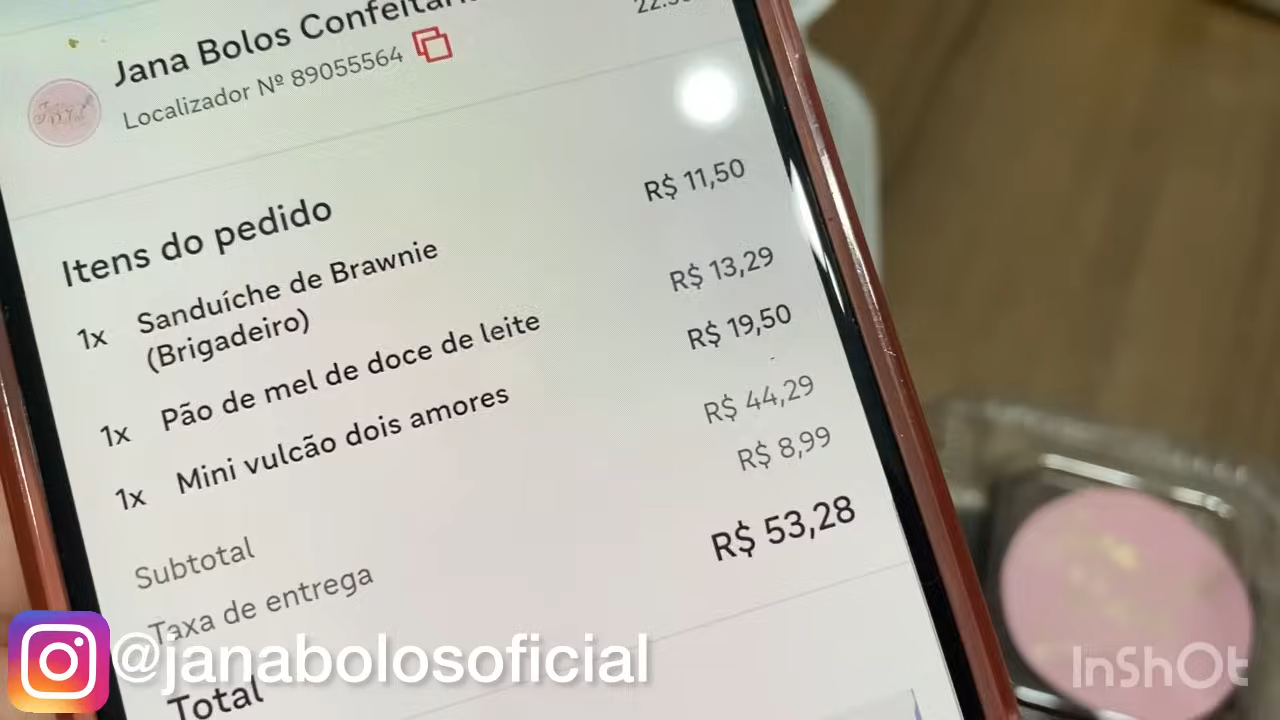 Jana Bolos
Localizador Nº 89055564
Itens do pedido
1x Sanduíche de Brawnie R$ 11,50
(Brigadeiro)
1x Pão de mel de doce de leite R$ 13,29
1x Mini vulcão dois amores R$ 19,50
Subtotal R$ 44,29
Taxa de entrega R$ 8,99
Total R$ 53,28
@janabolosoficial
InShOt